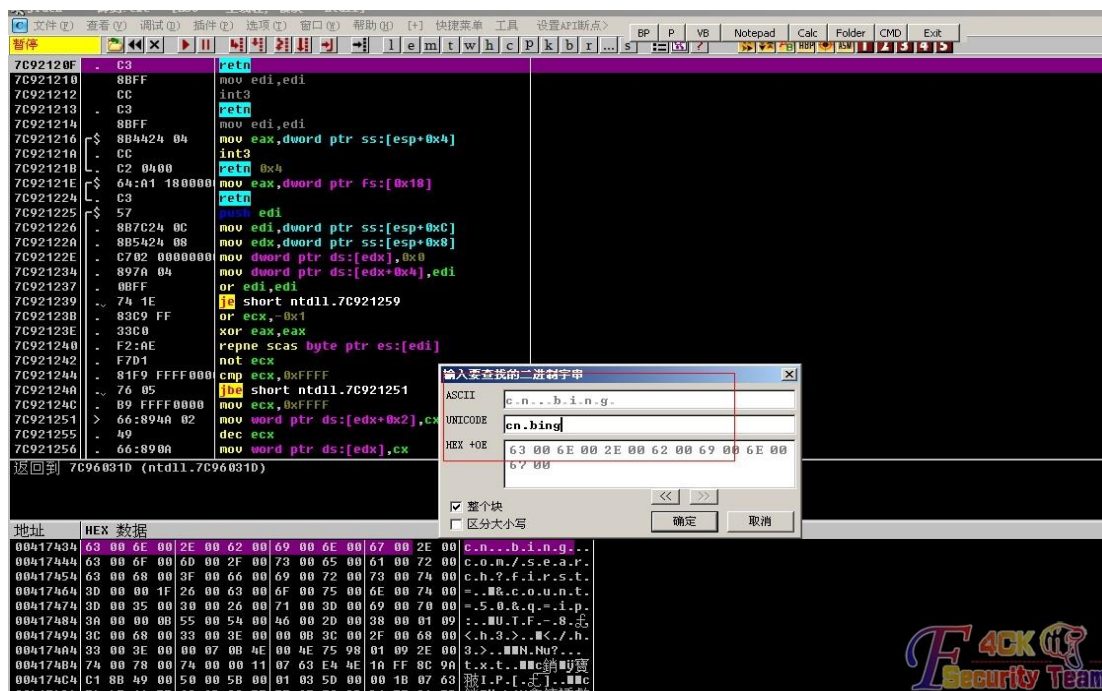 文件(F) 查看(V) 调试(D) 插件(P) 选项(T) 窗口(W) 帮助(H) [+] 快捷菜单 工具 设置API断点>
BP P VB Notepad Calc Folder CMD Exit
暂停 l e m t w h c P k b r ... s
7C92120F . C3 retn
7C921210 8BFF mov edi,edi
7C921212 CC int3
7C921213 . C3 retn
7C921214 8BFF mov edi,edi
7C921216 $ 8B4424 04 mov eax,dword ptr ss:[esp+0x4]
7C92121A . CC int3
7C92121B . C2 0400 retn 0x4
7C92121E $ 64:A1 180000 mov eax,dword ptr fs:[0x18]
7C921224 . C3 retn
7C921225 $ 57 push edi
7C921226 . 8B7C24 0C mov edi,dword ptr ss:[esp+0xC]
7C92122A . 8B5424 08 mov edx,dword ptr ss:[esp+0x8]
7C92122E . C702 0000000 mov dword ptr ds:[edx],0x0
7C921234 . 897A 04 mov dword ptr ds:[edx+0x4],edi
7C921237 . 0BFF or edi,edi
7C921239 . 74 1E je short ntdll.7C921259
7C92123B . 83C9 FF or ecx,-0x1
7C92123E . 33C0 xor eax,eax
7C921240 . F2:AE repne scas byte ptr es:[edi]
7C921242 . F7D1 not ecx
7C921244 . 81F9 FFFF000 cmp ecx,0xFFFF
7C92124A . 76 05 jbe short ntdll.7C921251
7C92124C . B9 FFFF0000 mov ecx,0xFFFF
7C921251 > 66:894A 02 mov word ptr ds:[edx+0x2],cx
7C921255 . 49 dec ecx
7C921256 . 66:890A mov word ptr ds:[edx],cx
返回到 7C96031D (ntdll.7C96031D)
输入要查找的二进制字串
ASCII c.n...b.i.n.g.
UNICODE cn.bing
HEX +0E 63 00 6E 00 2E 00 62 00 69 00 6E 00
67 00
<< >>
整个块
区分大小写 确定 取消
地址 HEX 数据
00417434 63 00 6E 00 2E 00 62 00 69 00 6E 00 67 00 2E 00 c.n...b.i.n.g...
00417444 63 00 6F 00 6D 00 2F 00 73 00 65 00 61 00 72 00 c.o.m./.s.e.a.r.
00417454 63 00 68 00 3F 00 66 00 69 00 72 00 73 00 74 00 c.h.?.f.i.r.s.t.
00417464 3D 00 00 1F 26 00 63 00 6F 00 75 00 6E 00 74 00 =..&.c.o.u.n.t.
00417474 3D 00 35 00 30 00 26 00 71 00 3D 00 69 00 70 00 =.5.0.&.q.=.i.p.
00417484 3A 00 00 0B 55 00 54 00 46 00 2D 00 38 00 01 09 :..U.T.F.-.8.
00417494 3C 00 68 00 33 00 3E 00 00 0B 3C 00 2F 00 68 00 <.h.3.>..<./.h.
004174A4 33 00 3E 00 00 07 0B 4E 00 4E 75 98 01 09 2E 00 3.>..N.Nu?...
004174B4 74 00 78 00 74 00 00 11 07 63 E4 4E 1A FF 8C 9A t.x.t..
004174C4 C1 8B 49 00 50 00 5B 00 01 03 5D 00 00 1B 07 63 I.P.[.
F4CK
Security Team